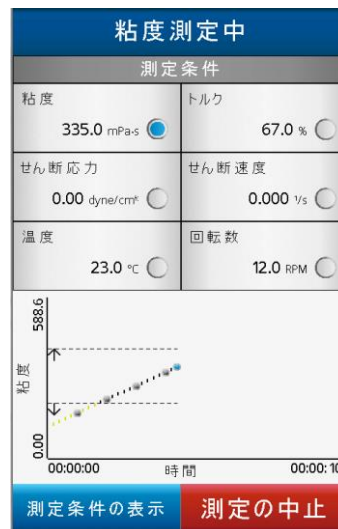 粘度測定中
測定条件
粘度
335.0 mPa·s
トルク
67.0 %
せん断応力
0.00 dyne/cm²
せん断速度
0.000 1/s
温度
23.0 °C
回転数
12.0 RPM
588.6
粘度
0.00
00:00:00
時間
00:00:10
測定条件の表示
測定の中止